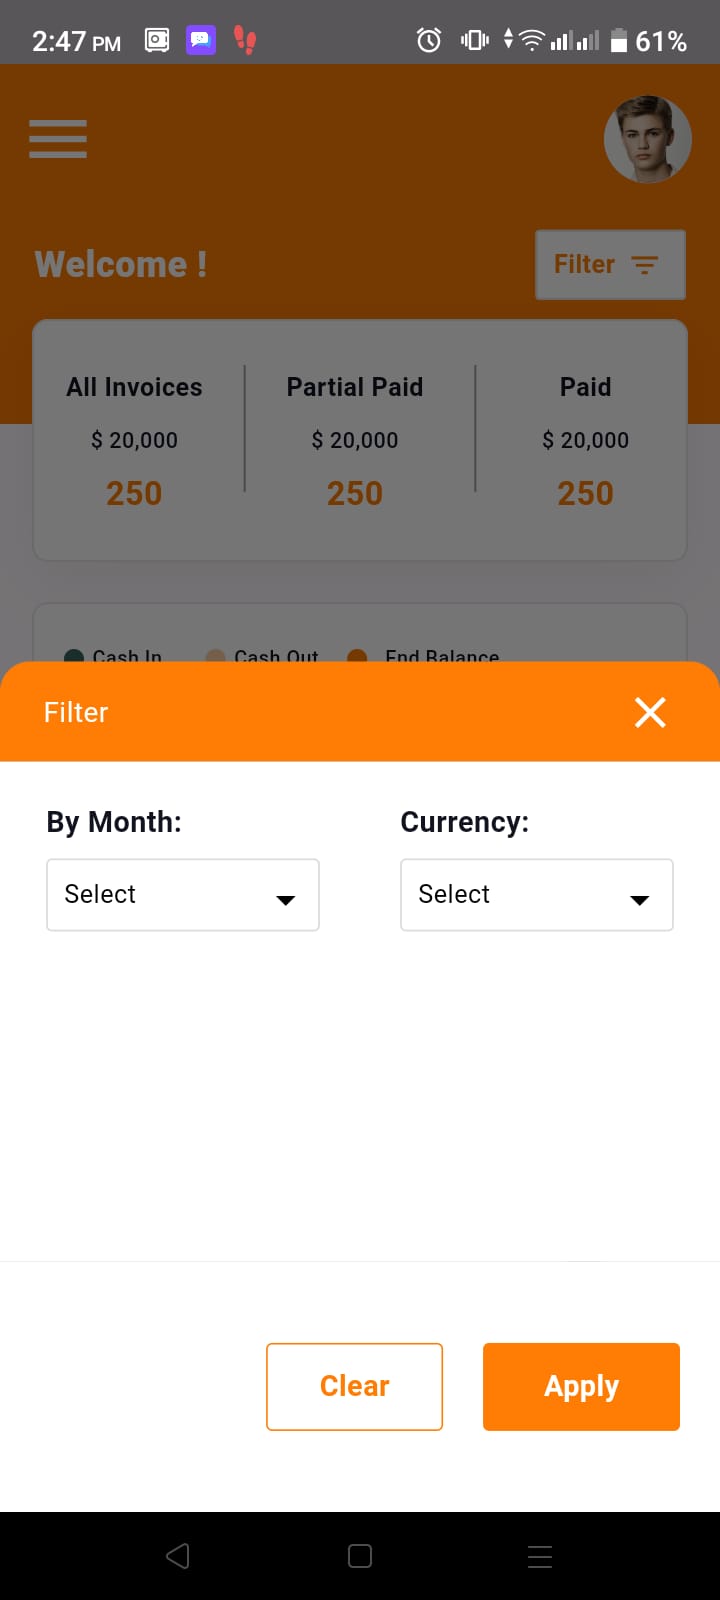 2:47 PM 61%
Welcome !
Filter
All Invoices Partial Paid Paid
$ 20,000 $ 20,000 $ 20,000
250 250 250
Cash In Cash Out End Balance
Filter
By Month: Currency:
Select Select
Clear Apply